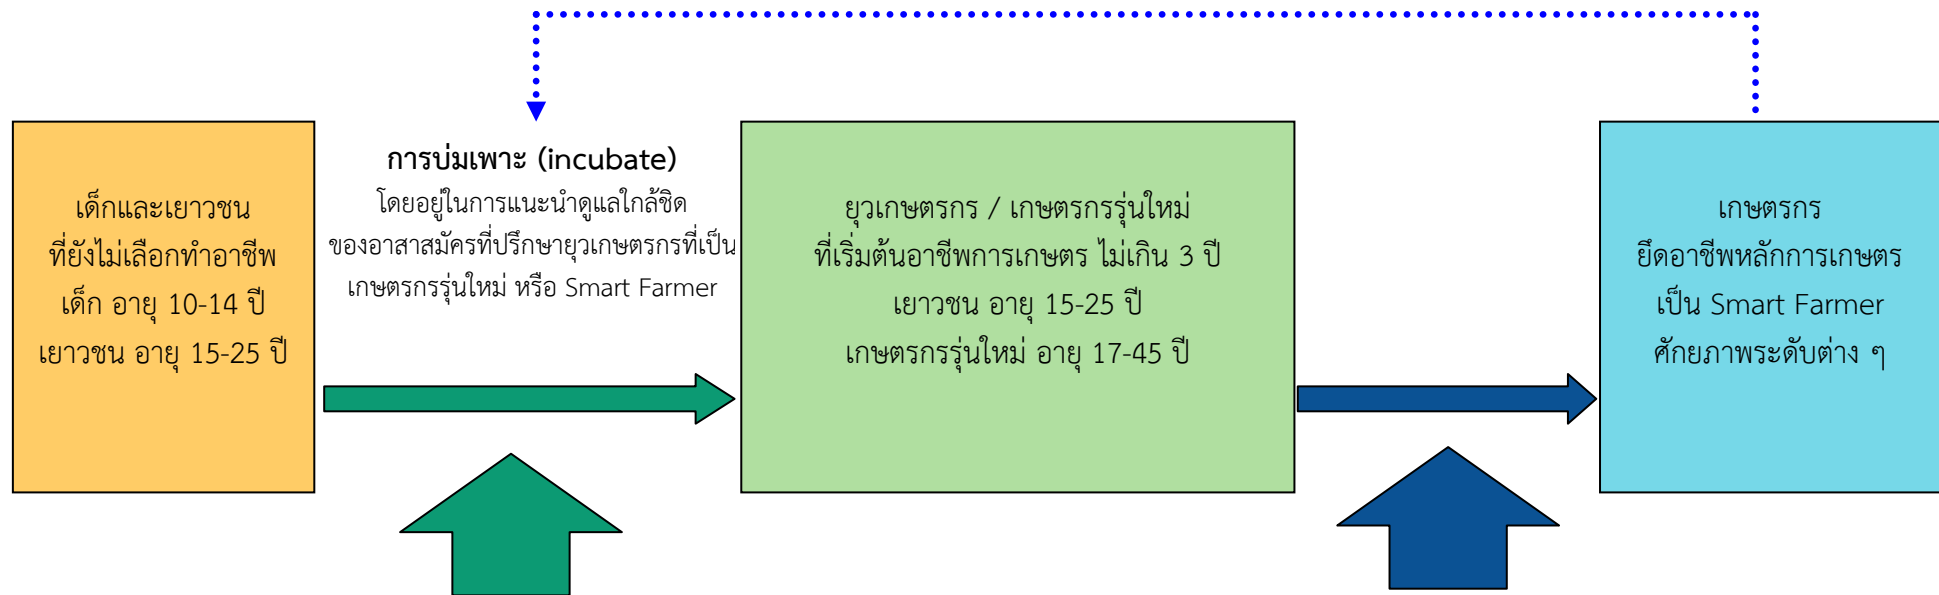 เด็กและเยาวชน
ที่ยังไม่เลือกทำอาชีพ
เด็ก อายุ 10-14 ปี
เยาวชน อายุ 15-25 ปี
การบ่มเพาะ (incubate)
โดยอยู่ในการแนะนำดูแลใกล้ชิด
ของอาสาสมัครที่ปรึกษายุวเกษตรกรที่เป็น
เกษตรกรรุ่นใหม่ หรือ Smart Farmer
ยุวเกษตรกร / เกษตรกรรุ่นใหม่
ที่เริ่มต้นอาชีพการเกษตร ไม่เกิน 3 ปี
เยาวชน อายุ 15-25 ปี
เกษตรกรรุ่นใหม่ อายุ 17-45 ปี
เกษตรกร
ยึดอาชีพหลักการเกษตร
เป็น Smart Farmer
ศักยภาพระดับต่าง ๆ